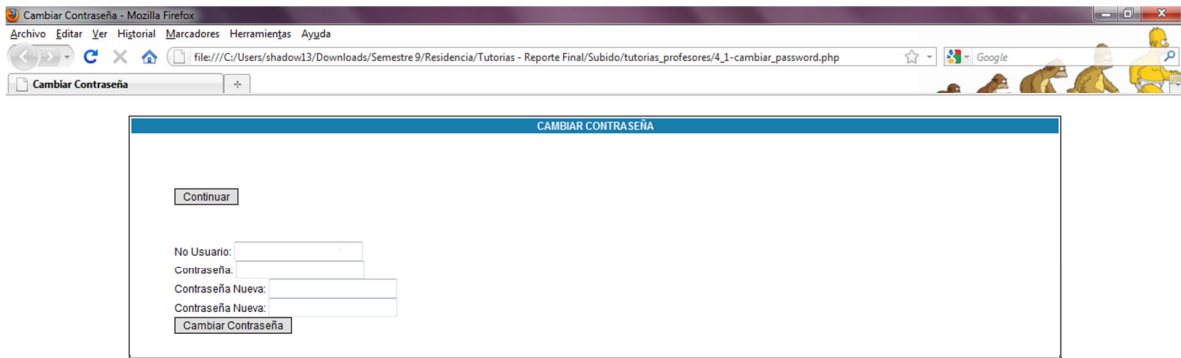 Cambiar Contraseña - Mozilla Firefox
Archivo Editar Ver Historial Marcadores Herramientas Ayuda
file:///C:/Users/shadow13/Downloads/Semestre 9/Residencia/Tutorias - Reporte Final/Subido/tutorias_profesores/4_1-cambiar_password.php
Google
Cambiar Contraseña
CAMBIAR CONTRASEÑA
Continuar
No Usuario:
Contraseña:
Contraseña Nueva:
Contraseña Nueva:
Cambiar Contraseña